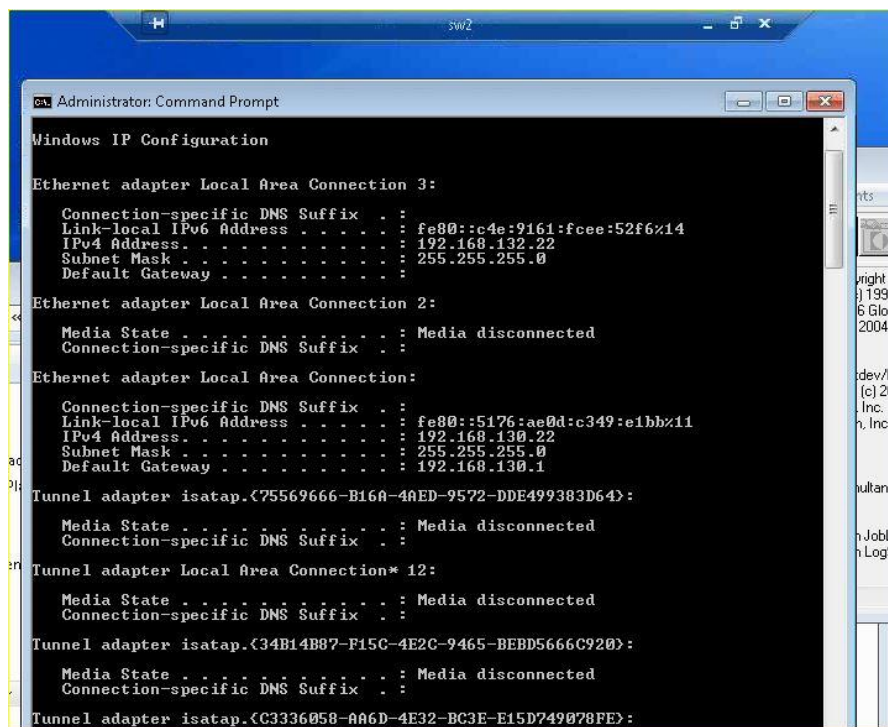 sw2
Administrator: Command Prompt
Windows IP Configuration
Ethernet adapter Local Area Connection 3:
Connection-specific DNS Suffix . :
Link-local IPv6 Address . . . . . : fe80::c4e:9161:fcee:52f6%14
IPv4 Address. . . . . . . . . . . : 192.168.132.22
Subnet Mask . . . . . . . . . . . : 255.255.255.0
Default Gateway . . . . . . . . . :
Ethernet adapter Local Area Connection 2:
Media State . . . . . . . . . . . : Media disconnected
Connection-specific DNS Suffix . :
Ethernet adapter Local Area Connection:
Connection-specific DNS Suffix . :
Link-local IPv6 Address . . . . . : fe80::5176:ae0d:c349:e1bb%11
IPv4 Address. . . . . . . . . . . : 192.168.130.22
Subnet Mask . . . . . . . . . . . : 255.255.255.0
Default Gateway . . . . . . . . . : 192.168.130.1
Tunnel adapter isatap.{75569666-B16A-4AED-9572-DDE499383D64}:
Media State . . . . . . . . . . . : Media disconnected
Connection-specific DNS Suffix . :
Tunnel adapter Local Area Connection* 12:
Media State . . . . . . . . . . . : Media disconnected
Connection-specific DNS Suffix . :
Tunnel adapter isatap.{34B14B87-F15C-4E2C-9465-BEBD5666C920}:
Media State . . . . . . . . . . . : Media disconnected
Connection-specific DNS Suffix . :
Tunnel adapter isatap.{C3336058-AA6D-4E32-BC3E-E15D749078FE}: